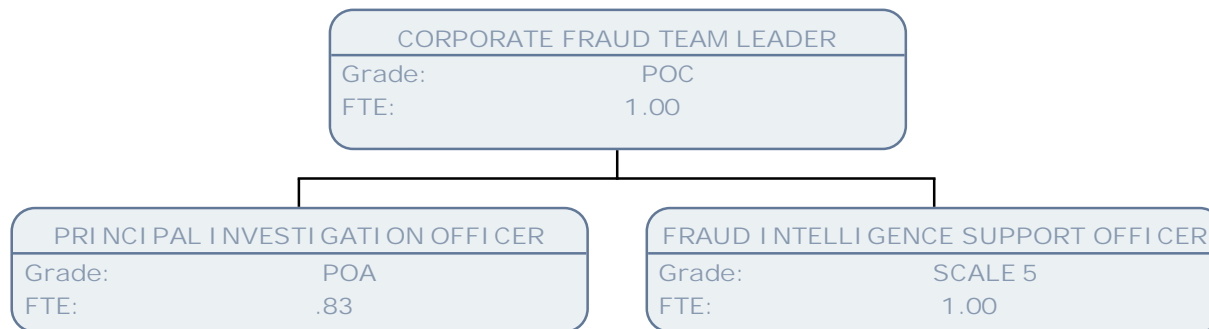 CORPORATE FRAUD TEAM LEADER
Grade: POC
FTE: 1.00
PRINCIPAL INVESTIGATION OFFICER
Grade: POA
FTE: .83
FRAUD INTELLIGENCE SUPPORT OFFICER
Grade: SCALE 5
FTE: 1.00